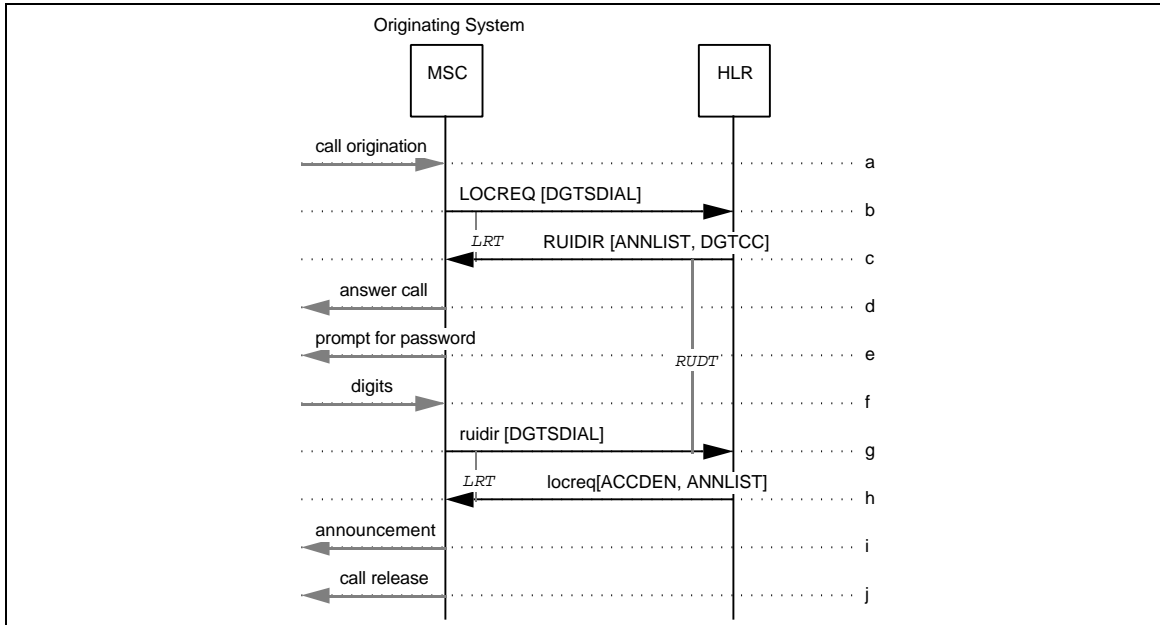 Originating System
MSC
HLR
call origination
a
LOCREQ [DGTSDIAL]
b
LRT
RUIDIR [ANNLIST, DGTCC]
c
answer call
d
prompt for password
RUDT
e
digits
f
ruidir [DGTSDIAL]
g
LRT
locreq[ACCDEN, ANNLIST]
h
announcement
i
call release
j